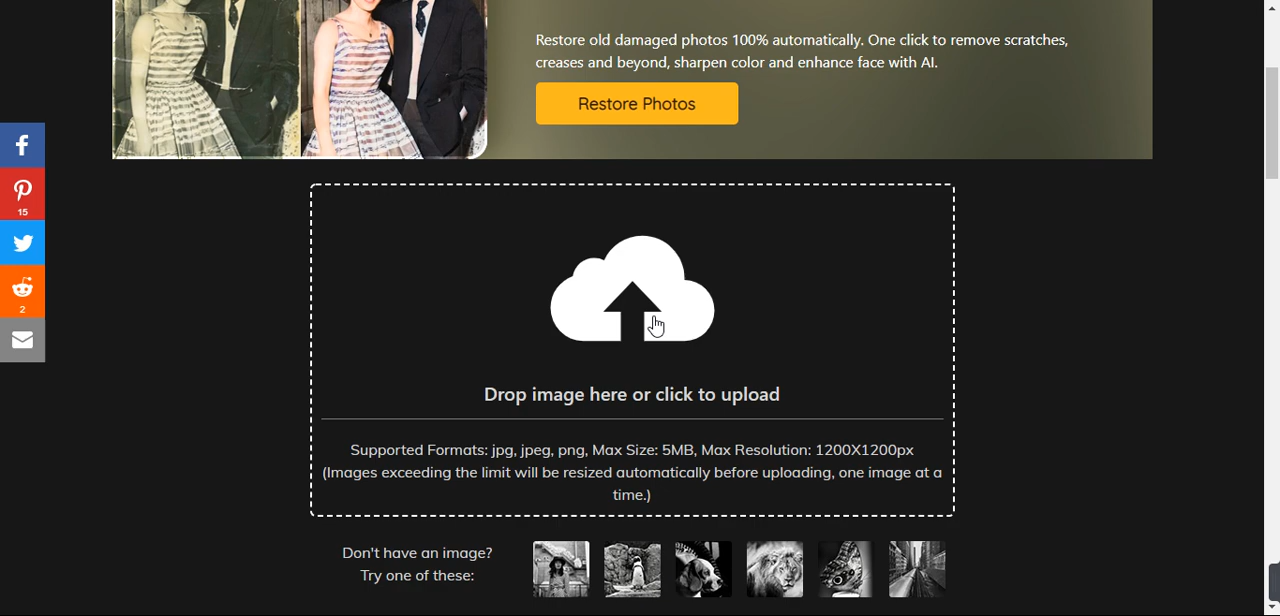 Restore old damaged photos 100% automatically. One click to remove scratches,
creases and beyond, sharpen color and enhance face with AI.
Restore Photos
15
2
Drop image here or click to upload
Supported Formats: jpg, jpeg, png, Max Size: 5MB, Max Resolution: 1200X1200px
(Images exceeding the limit will be resized automatically before uploading, one image at a
time.)
Don't have an image?
Try one of these: